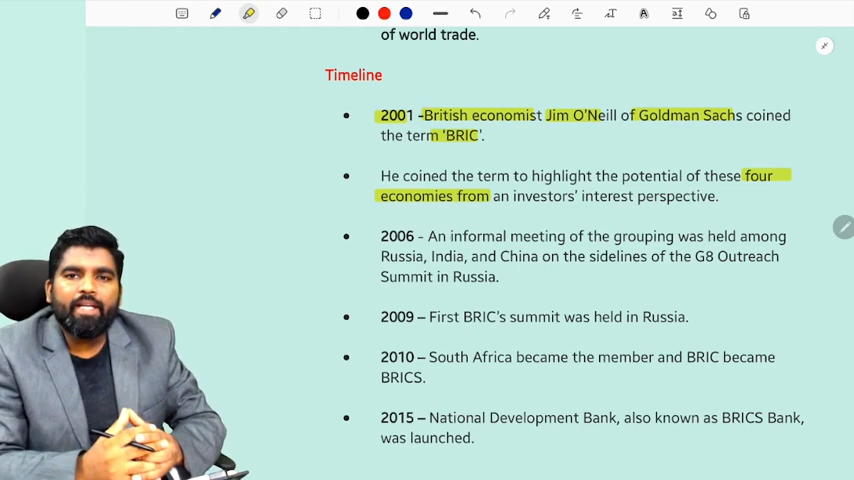 of world trade.
Timeline
2001 -British economist Jim O'Neill of Goldman Sachs coined
the term 'BRIC'.
He coined the term to highlight the potential of these four
economies from an investors' interest perspective.
2006 - An informal meeting of the grouping was held among
Russia, India, and China on the sidelines of the G8 Outreach
Summit in Russia.
2009 – First BRIC's summit was held in Russia.
2010 – South Africa became the member and BRIC became
BRICS.
2015 – National Development Bank, also known as BRICS Bank,
was launched.